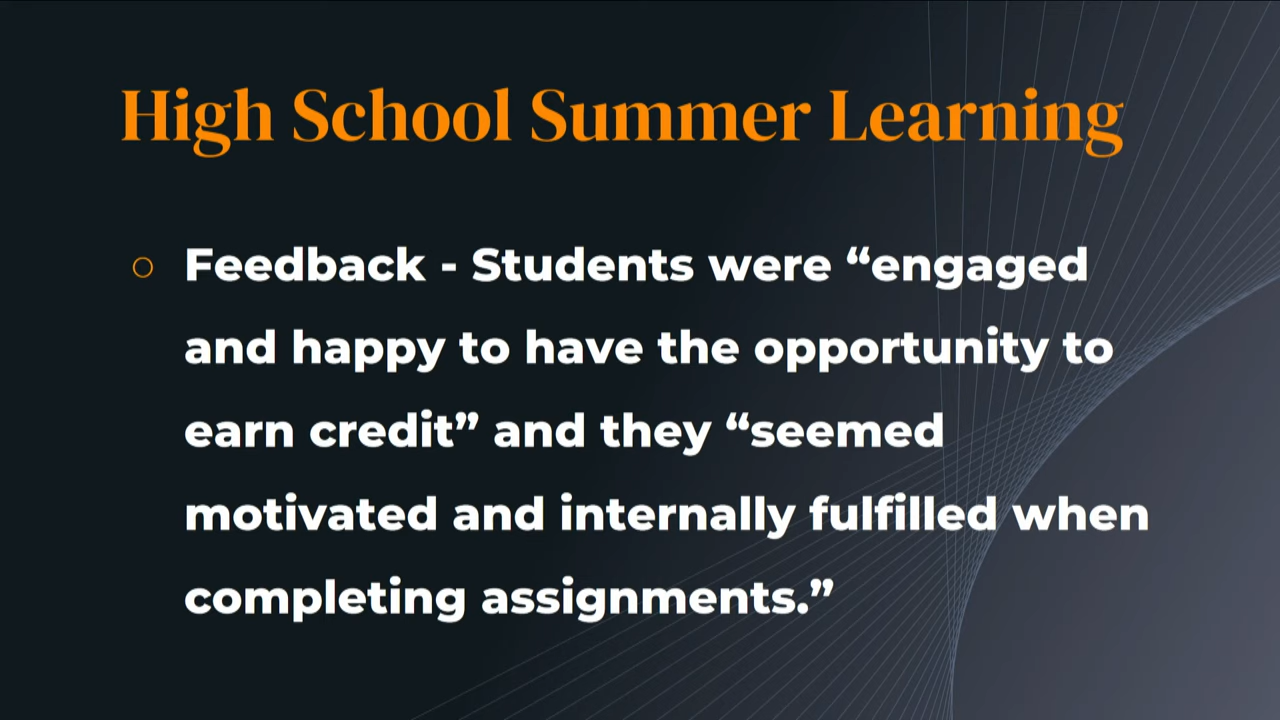 High School Summer Learning
Feedback - Students were “engaged
and happy to have the opportunity to
earn credit” and they “seemed
motivated and internally fulfilled when
completing assignments.”